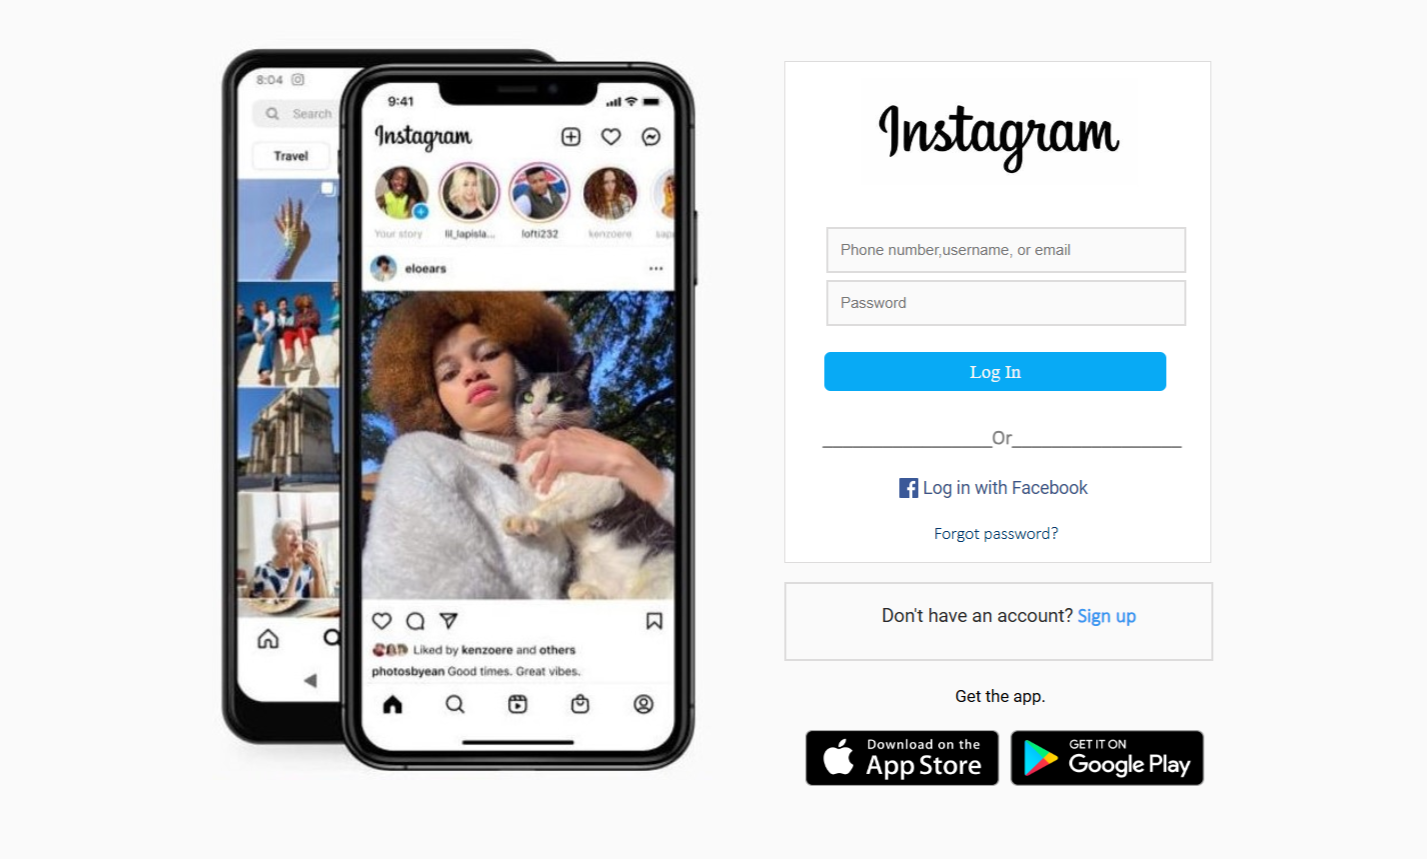 8:04
Search
Travel
9:41
Instagram
Your story
lil_lapisla...
lofti232
kenzoere
eloears
Liked by kenzoere and others
photosbyean Good times. Great vibes.
Instagram
Phone number,username, or email
Password
Log In
Or
Log in with Facebook
Forgot password?
Don't have an account? Sign up
Get the app.
Download on the
App Store
GET IT ON
Google Play